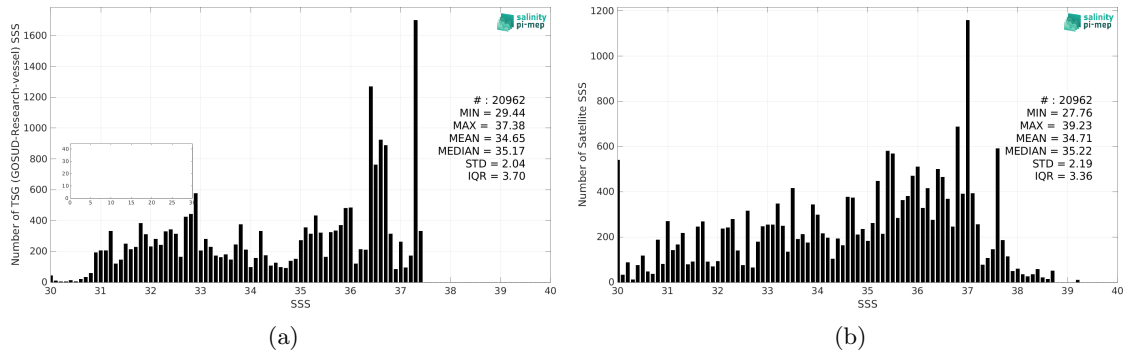 salinity
pi-mep
Number of TSG (GOSUD-Research-vessel) SSS
1600
1400
1200
1000
800
600
400
200
0
# : 20962
MIN = 29.44
MAX = 37.38
MEAN = 34.65
MEDIAN = 35.17
STD = 2.04
IQR = 3.70
40
30
20
10
0
0 5 10 15 20 25 30
30 31 32 33 34 35 36 37 38 39 40
SSS
(a)
salinity
pi-mep
Number of Satellite SSS
1200
1000
800
600
400
200
0
# : 20962
MIN = 27.76
MAX = 39.23
MEAN = 34.71
MEDIAN = 35.22
STD = 2.19
IQR = 3.36
30 31 32 33 34 35 36 37 38 39 40
SSS
(b)